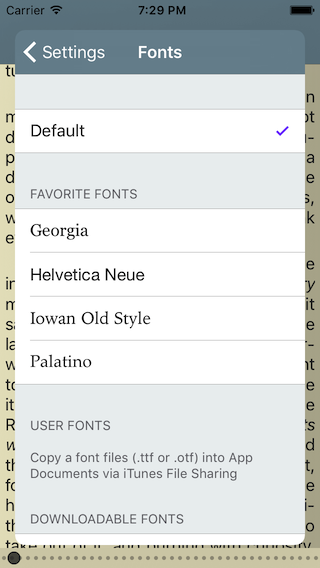 Carrier 7:29 PM
Settings Fonts
Default
FAVORITE FONTS
Georgia
Helvetica Neue
Iowan Old Style
Palatino
USER FONTS
Copy a font files (.ttf or .otf) into App
Documents via iTunes File Sharing
DOWNLOADABLE FONTS